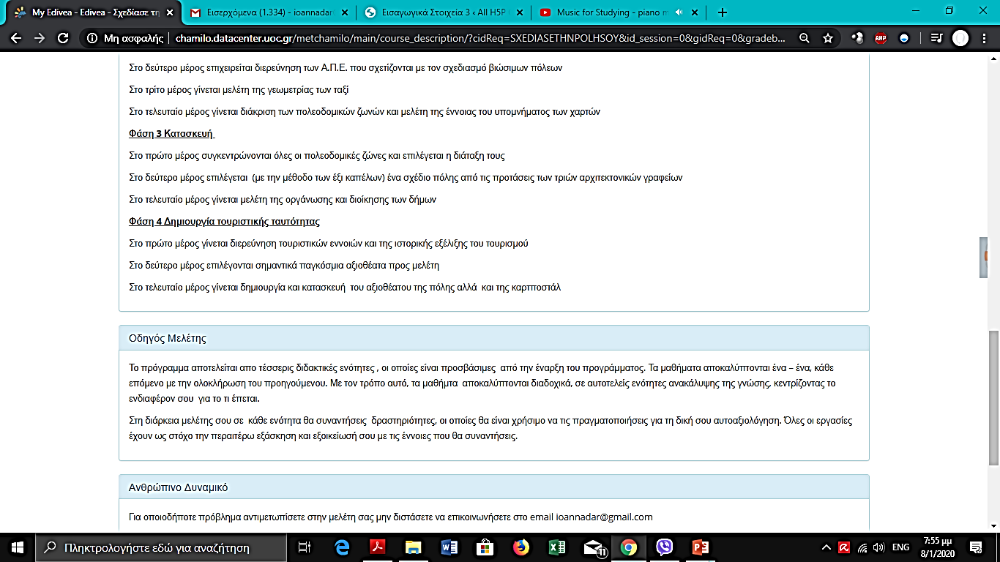 My Edivea - Edivea - Σχεδίασε τη
Εισερχόμενα (1.334) - ioannadar
Εισαγωγικά Στοιχεία 3 ‹ All H5P
Music for Studying - piano m
Μη ασφαλής | chamilo.datacenter.uoc.gr/metchamilo/main/course_description/?cidReq=SXEDIASETHNPOLHSOY&id_session=0&gidReq=0&gradeb...
ABP
Στο δεύτερο μέρος επιχειρείται διερεύνηση των Α.Π.Ε. που σχετίζονται με τον σχεδιασμό βιώσιμων πόλεων
Στο τρίτο μέρος γίνεται μελέτη της γεωμετρίας των ταξί
Στο τελευταίο μέρος γίνεται διάκριση των πολεοδομικών ζωνών και μελέτη της έννοιας του υπομνήματος των χαρτών
Φάση 3 Κατασκευή
Στο πρώτο μέρος συγκεντρώνονται όλες οι πολεοδομικές ζώνες και επιλέγεται η διάταξη τους
Στο δεύτερο μέρος επιλέγεται (με την μέθοδο των έξι καπέλων) ένα σχέδιο πόλης από τις προτάσεις των τριών αρχιτεκτονικών γραφείων
Στο τελευταίο μέρος γίνεται μελέτη της οργάνωσης και διοίκησης των δήμων
Φάση 4 Δημιουργία τουριστικής ταυτότητας
Στο πρώτο μέρος γίνεται διερεύνηση τουριστικών εννοιών και της ιστορικής εξέλιξης του τουρισμού
Στο δεύτερο μέρος επιλέγονται σημαντικά παγκόσμια αξιοθέατα προς μελέτη
Στο τελευταίο μέρος γίνεται δημιουργία και κατασκευή του αξιοθέατου της πόλης αλλά και της καρτποστάλ
Οδηγός Μελέτης
Το πρόγραμμα αποτελείται απο τέσσερις διδακτικές ενότητες , οι οποίες είναι προσβάσιμες από την έναρξη του προγράμματος. Τα μαθήματα αποκαλύπτονται ένα – ένα, κάθε
επόμενο με την ολοκλήρωση του προηγούμενου. Με τον τρόπο αυτό, τα μαθήμτα αποκαλύπτονται διαδοχικά, σε αυτοτελείς ενότητες ανακάλυψης της γνώσης, κεντρίζοντας το
ενδιαφέρον σου για το τι έπεται.
Στη διάρκεια μελέτης σου σε κάθε ενότητα θα συναντήσεις δραστηριότητες, οι οποίες θα είναι χρήσιμο να τις πραγματοποιήσεις για τη δική σου αυτοαξιολόγηση. Όλες οι εργασίες
έχουν ως στόχο την περαιτέρω εξάσκηση και εξοικείωσή σου με τις έννοιες που θα συναντήσεις.
Ανθρώπινο Δυναμικό
Για οποιοδήποτε πρόβλημα αντιμετωπίσετε στην μελέτη σας μην διστάσετε να επικοινωνήσετε στο email ioannadar@gmail.com
Πληκτρολογήστε εδώ για αναζήτηση
11
ENG
7:55 μμ
8/1/2020